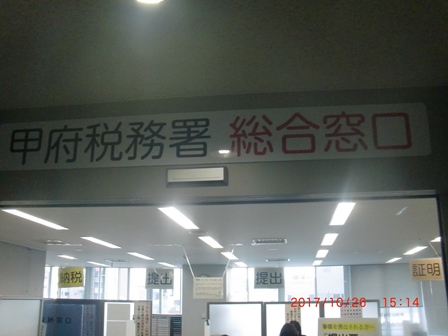 甲府税務署 総合窓口
納税
提出
提出
証明
2017/10/26 15:14